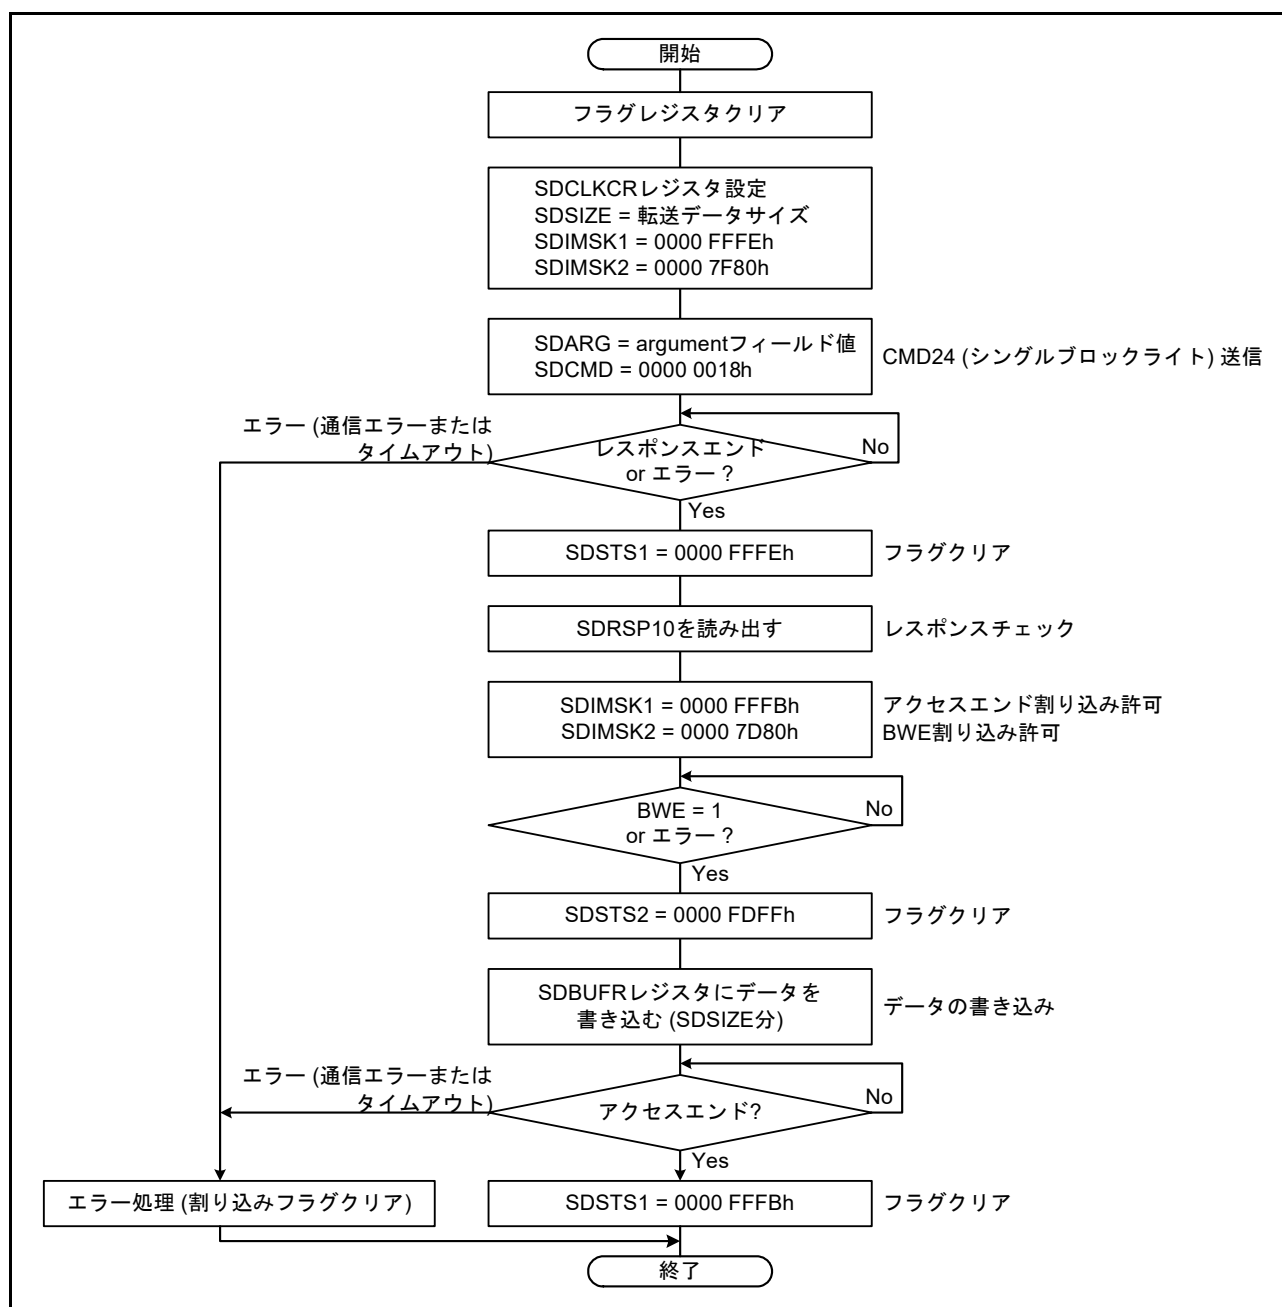 開始
フラグレジスタクリア
SDCLKCRレジスタ設定
SDSIZE = 転送データサイズ
SDIMSK1 = 0000 FFFEh
SDIMSK2 = 0000 7F80h
SDARG = argumentフィールド値
SDCMD = 0000 0018h
CMD24 (シングルブロックライト) 送信
エラー (通信エラーまたは
タイムアウト)
レスポンスエンド
or エラー ?
No
Yes
SDSTS1 = 0000 FFFEh
フラグクリア
SDRSP10を読み出す
レスポンスチェック
SDIMSK1 = 0000 FFFBh
SDIMSK2 = 0000 7D80h
アクセスエンド割り込み許可
BWE割り込み許可
BWE = 1
or エラー ?
No
Yes
SDSTS2 = 0000 FDFFh
フラグクリア
SDBUFRレジスタにデータを
書き込む (SDSIZE分)
データの書き込み
エラー (通信エラーまたは
タイムアウト)
アクセスエンド?
No
Yes
エラー処理 (割り込みフラグクリア)
SDSTS1 = 0000 FFFBh
フラグクリア
終了